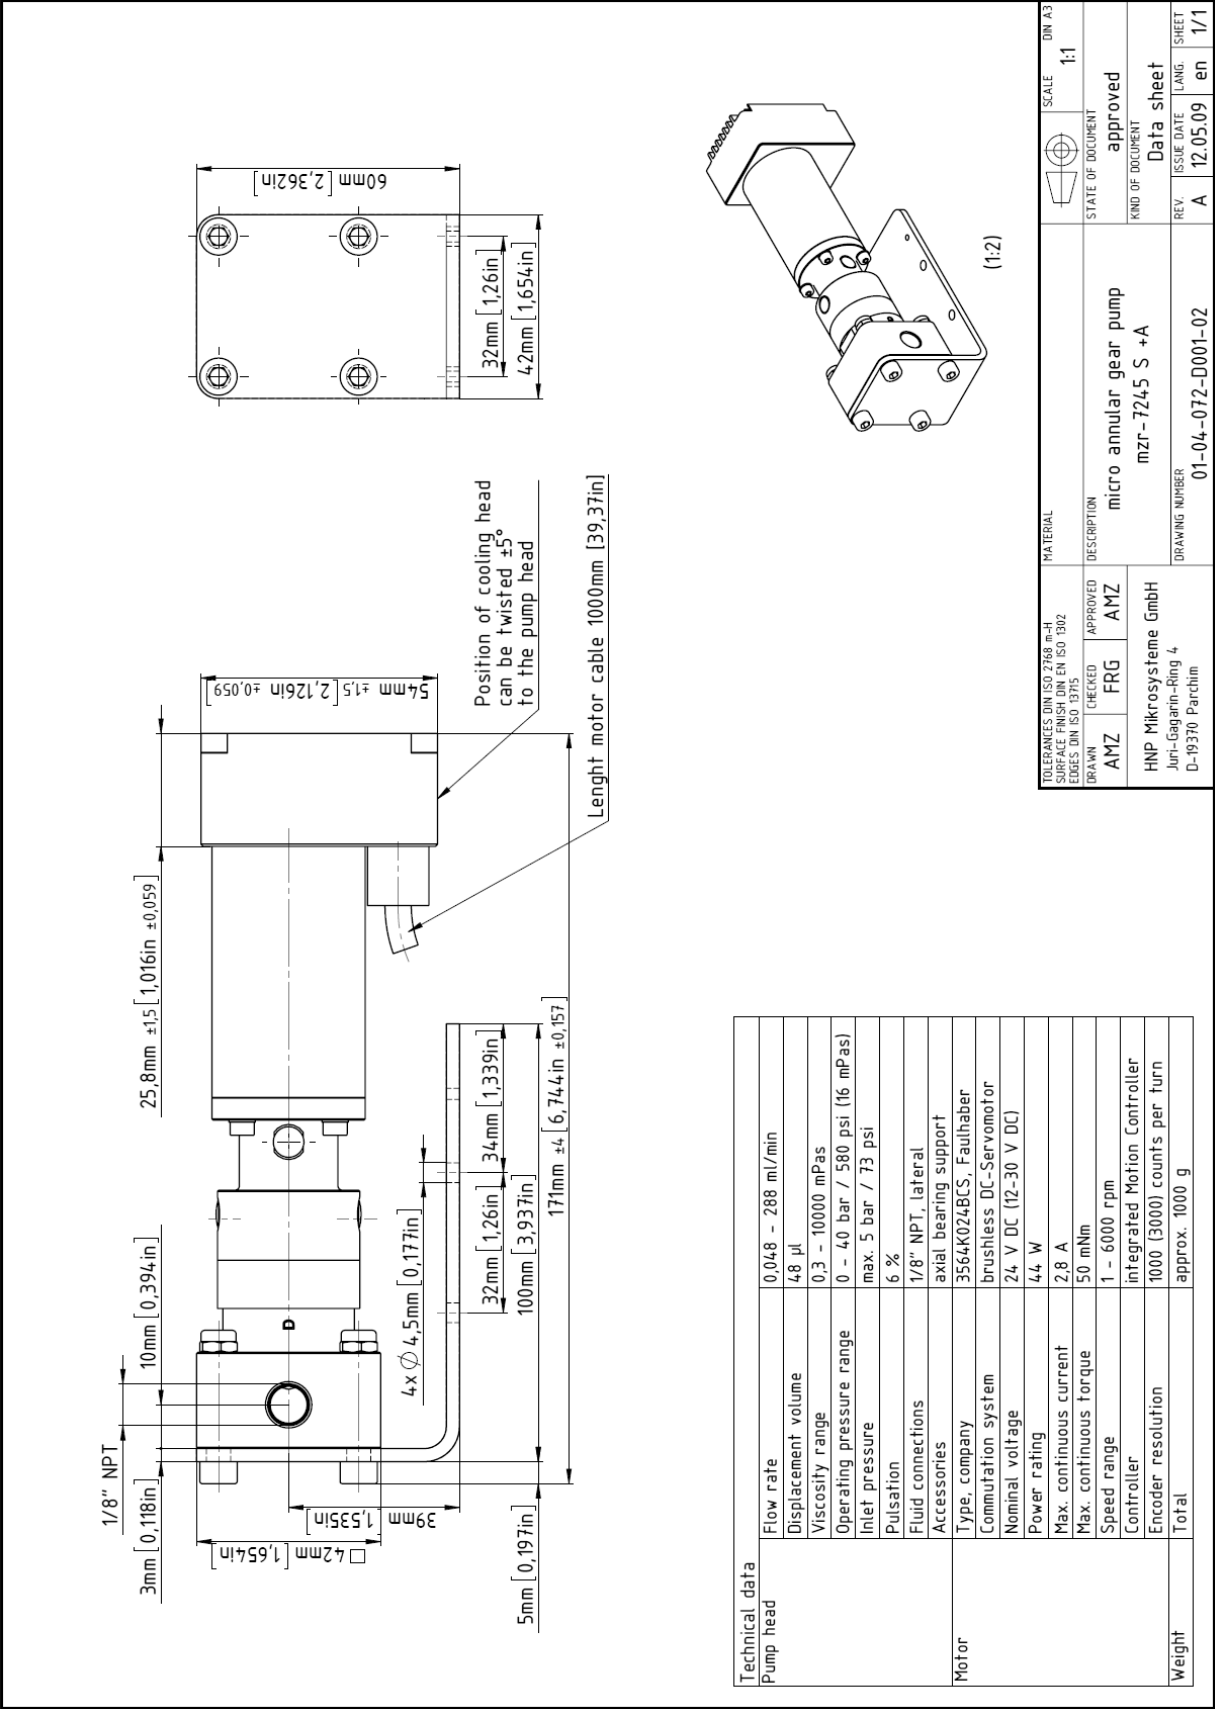 1/8" NPT
3mm [0,118in]
10mm [0,394in]
25,8mm ±1,5 [1,016in ±0,059]
□ 42mm [1,654in]
39mm [1,535in]
54mm ±1,5 [2,126in ±0,059]
D
4x Ø 4,5mm [0,177in]
32mm [1,26in]
34mm [1,339in]
5mm [0,197in]
100mm [3,937in]
171mm ±4 [6,744in ±0,157]
Position of cooling head
can be twisted ±5°
to the pump head
Lenght motor cable 1000mm [39,37in]
60mm [2,362in]
32mm [1,26in]
42mm [1,654in]
(1:2)
Technical data
Pump head Flow rate 0,048 - 288 ml/min
Displacement volume 48 µl
Viscosity range 0,3 - 10000 mPas
Operating pressure range 0 - 40 bar / 580 psi (16 mPas)
Inlet pressure max. 5 bar / 73 psi
Pulsation 6 %
Fluid connections 1/8" NPT, lateral
Accessories axial bearing support
Motor Type, company 3564K024BCS, Faulhaber
Commutation system brushless DC-Servomotor
Nominal voltage 24 V DC (12-30 V DC)
Power rating 44 W
Max. continuous current 2,8 A
Max. continuous torque 50 mNm
Speed range 1 - 6000 rpm
Controller integrated Motion Controller
Encoder resolution 1000 (3000) counts per turn
Weight Total approx. 1000 g
TOLERANCES DIN ISO 2768 m-H
SURFACE FINISH DIN EN ISO 1302
EDGES DIN ISO 13715
MATERIAL
SCALE DIN A3
1:1
DRAWN CHECKED APPROVED
AMZ FRG AMZ
DESCRIPTION
micro annular gear pump
mzr-7245 S +A
STATE OF DOCUMENT
approved
KIND OF DOCUMENT
Data sheet
HNP Mikrosysteme GmbH
Juri-Gagarin-Ring 4
D-19370 Parchim
DRAWING NUMBER
01-04-072-D001-02
REV. ISSUE DATE LANG. SHEET
A 12.05.09 en 1/1